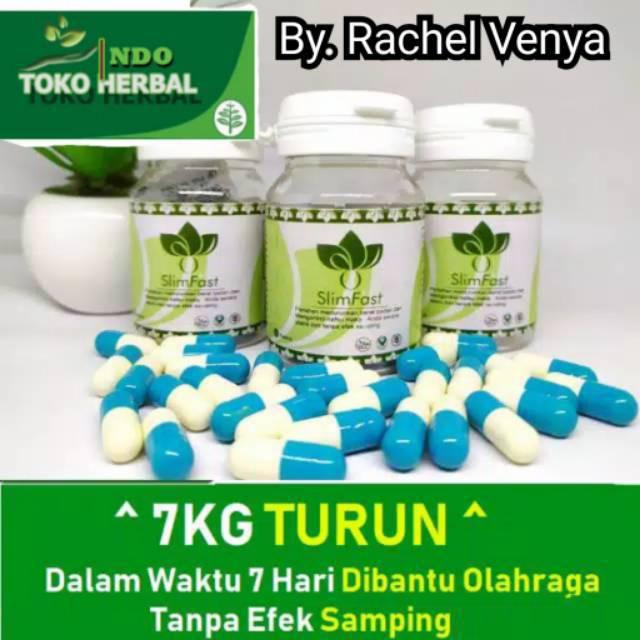 By. Rachel Venya
INDO
TOKO HERBAL
SlimFast
SlimFast
SlimFast
^ 7KG TURUN ^
Dalam Waktu 7 Hari Dibantu Olahraga
Tanpa Efek Samping